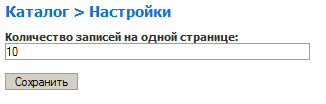 Каталог > Настройки
Количество записей на одной странице:
10
Сохранить